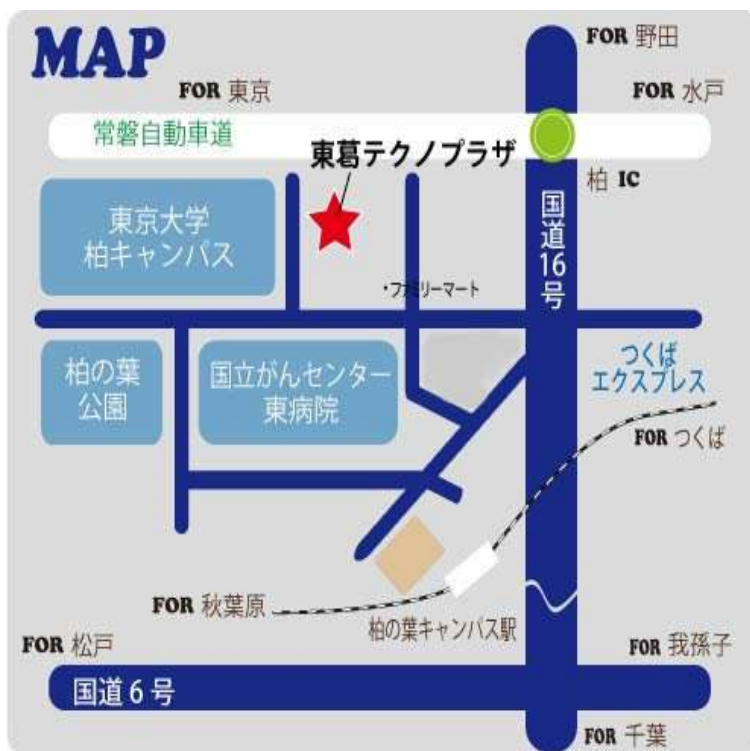 MAP
FOR 野田
FOR 東京
FOR 水戸
常磐自動車道
東葛テクノプラザ
柏 IC
東京大学
柏キャンパス
国道16号
・ファミリーマート
柏の葉
公園
国立がんセンター
東病院
つくば
エクスプレス
FOR つくば
FOR 秋葉原
柏の葉キャンパス駅
FOR 松戸
FOR 我孫子
国道6号
FOR 千葉